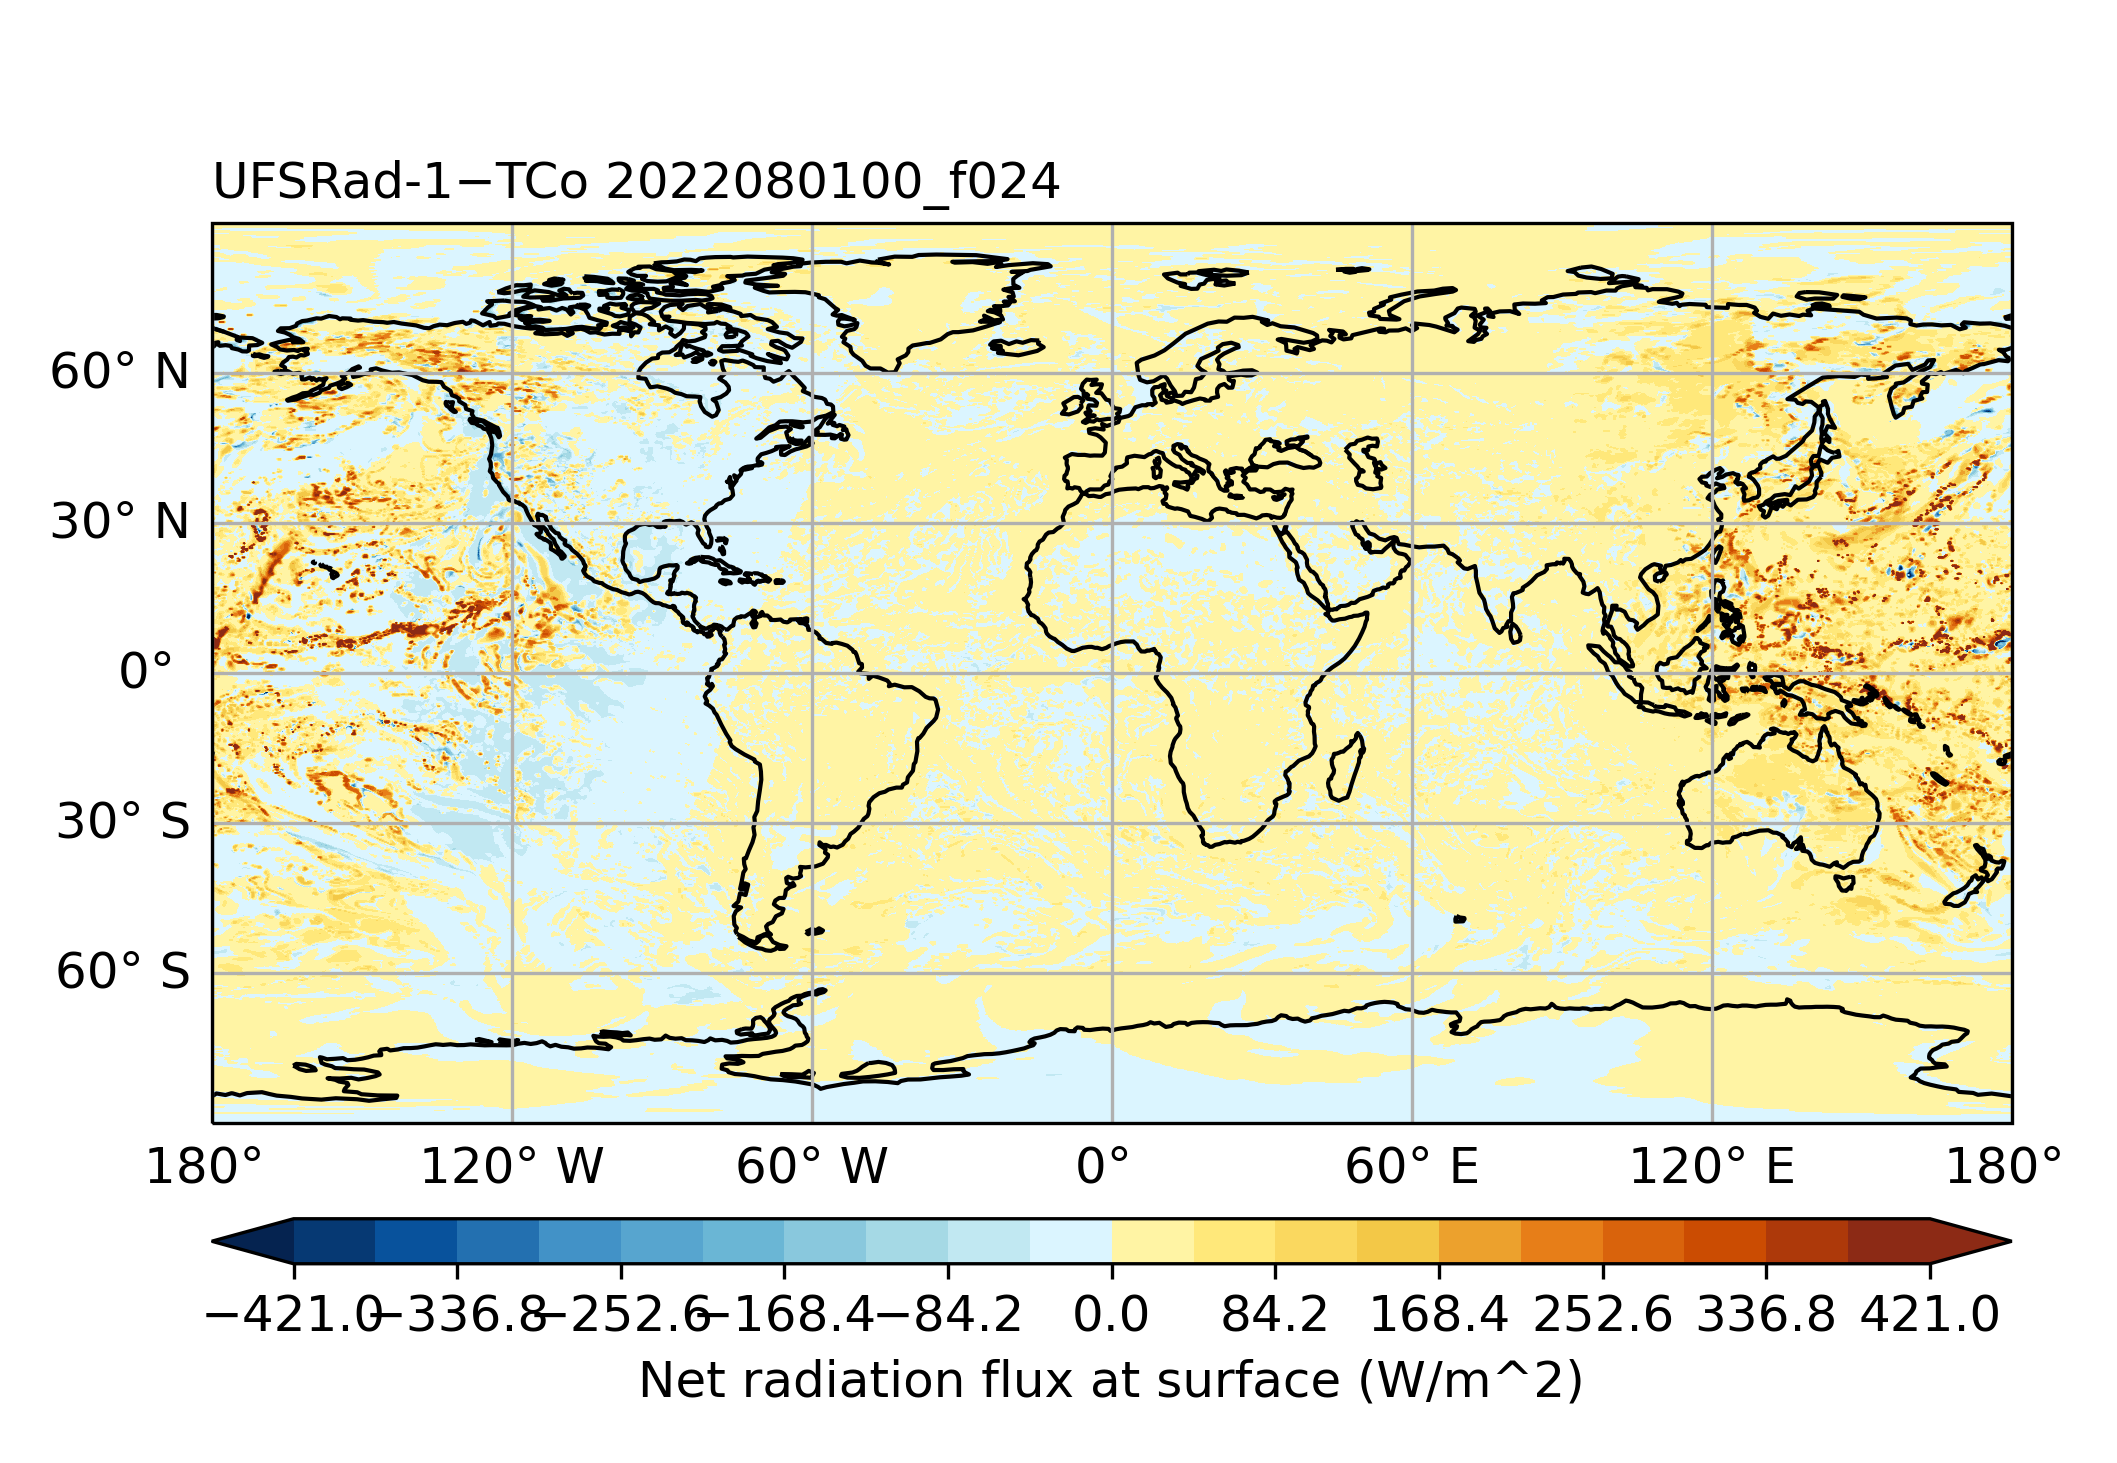 UFSRad-1−TCo 2022080100_f024
60° N
30° N
0°
30° S
60° S
180° 120° W 60° W 0° 60° E 120° E 180°
−421.0 −336.8 −252.6 −168.4 −84.2 0.0 84.2 168.4 252.6 336.8 421.0
Net radiation flux at surface (W/m^2)